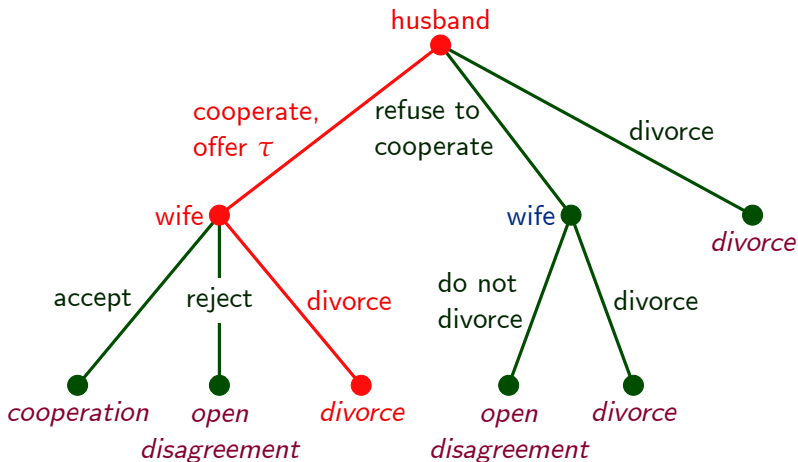 husband
cooperate,
offer τ
refuse to
cooperate
divorce
wife
wife
divorce
accept
reject
divorce
do not
divorce
divorce
cooperation
open
disagreement
divorce
open
disagreement
divorce